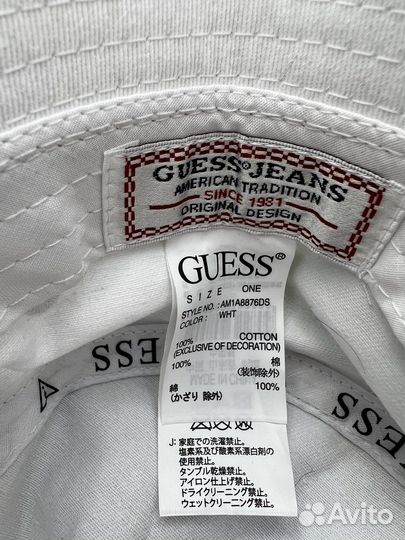 GUESS® JEANS
AMERICAN TRADITION
SINCE 1981
ORIGINAL DESIGN
GUESS®
SIZE ONE
STYLE NO.: AM1A8876DS
COLOR: WHT
100% COTTON
(EXCLUSIVE OF DECORATION)
100% 棉
(装饰除外)
綿 100%
(かざり 除外)
MADE IN CHINA
J: 家庭での洗濯禁止。
塩素系及び酸素系漂白剤の
使用禁止。
タンブル乾燥禁止。
アイロン仕上げ禁止。
ドライクリーニング禁止。
ウェットクリーニング禁止。
ESS
GUESS
Avito